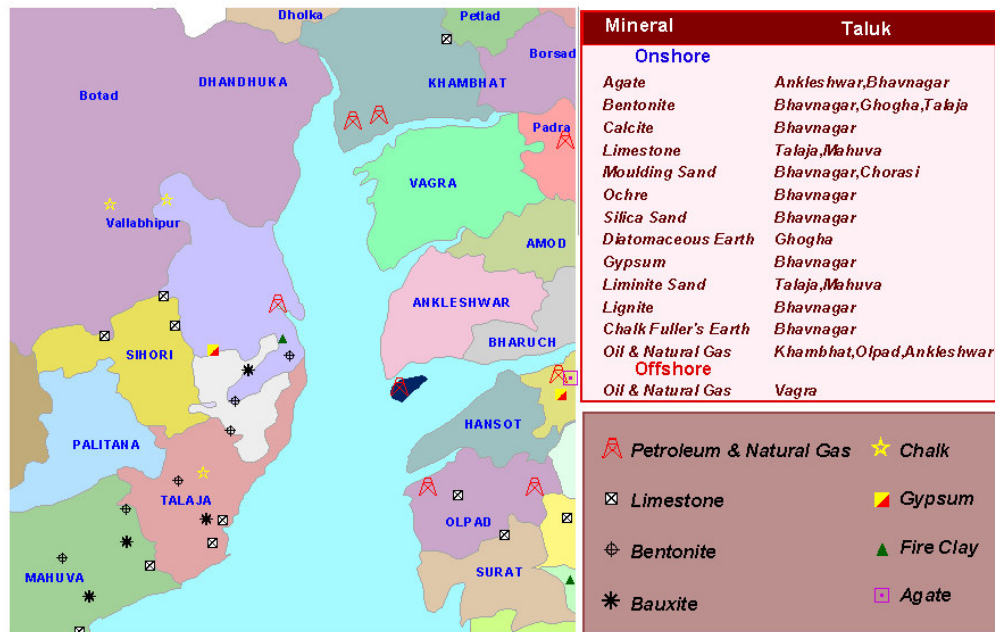 Dholka
Petlad
Borsad
DHANDHUKA
KHAMBHAT
Botad
Padra
VAGRA
Vallabhipur
AMOD
ANKLESHWAR
BHARUCH
SIHORI
HANSOT
PALITANA
TALAJA
OLPAD
SURAT
MAHUVA
Mineral Taluk
Onshore
Agate Ankleshwar,Bhavnagar
Bentonite Bhavnagar,Ghogha,Talaja
Calcite Bhavnagar
Limestone Talaja,Mahuva
Moulding Sand Bhavnagar,Chorasi
Ochre Bhavnagar
Silica Sand Bhavnagar
Diatomaceous Earth Ghogha
Gypsum Bhavnagar
Liminite Sand Talaja,Mahuva
Lignite Bhavnagar
Chalk Fuller's Earth Bhavnagar
Oil & Natural Gas Khambhat,Olpad,Ankleshwar
Offshore
Oil & Natural Gas Vagra
Petroleum & Natural Gas Chalk
Limestone Gypsum
Bentonite Fire Clay
Bauxite Agate